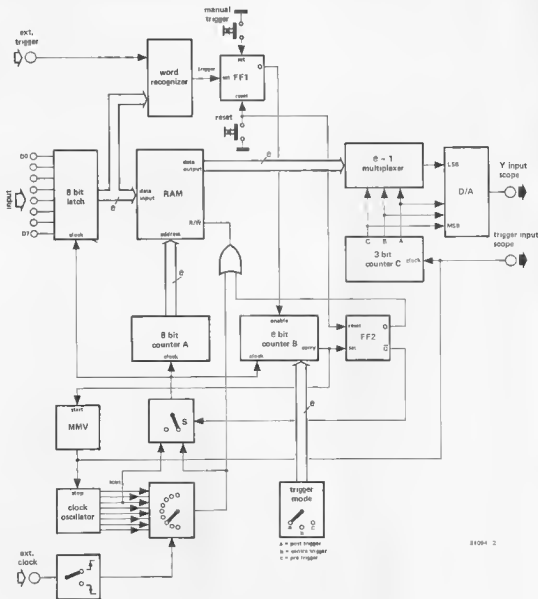 manual
trigger
ext.
trigger
word
recognizer
trigger
set
set
FF1
Q
reset
reset
D0
D7
input
8 bit
latch
clock
8
data
input
RAM
data
output
R/W
address
8
8 → 1
multiplexer
C B A
LSB
D/A
MSB
Y input
scope
trigger input
scope
3 bit
counter C
clock
8
8 bit
counter A
clock
enable
8 bit
counter B
carry
clock
reset
set
FF2
Q
Q̅
start
MMV
S
8
stop
clock
oscillator
trigger
mode
a
b
c
a = post trigger
b = centre trigger
c = pre trigger
ext.
clock
84094 2